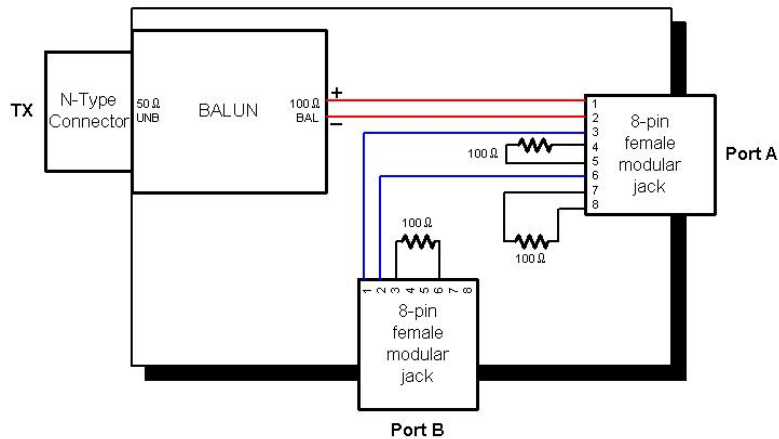 TX
N-Type
Connector
50 Ω
UNB
BALUN
100 Ω
BAL
+
−
1
2
3
4
5
6
7
8
8-pin
female
modular
jack
Port A
100 Ω
100 Ω
100 Ω
1 2 3 4 5 6 7 8
8-pin
female
modular
jack
Port B